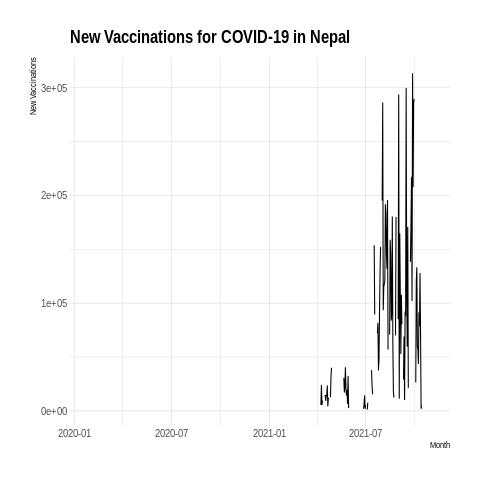 New Vaccinations for COVID-19 in Nepal
New Vaccinations
3e+05
2e+05
1e+05
0e+00
2020-01 2020-07 2021-01 2021-07
Month